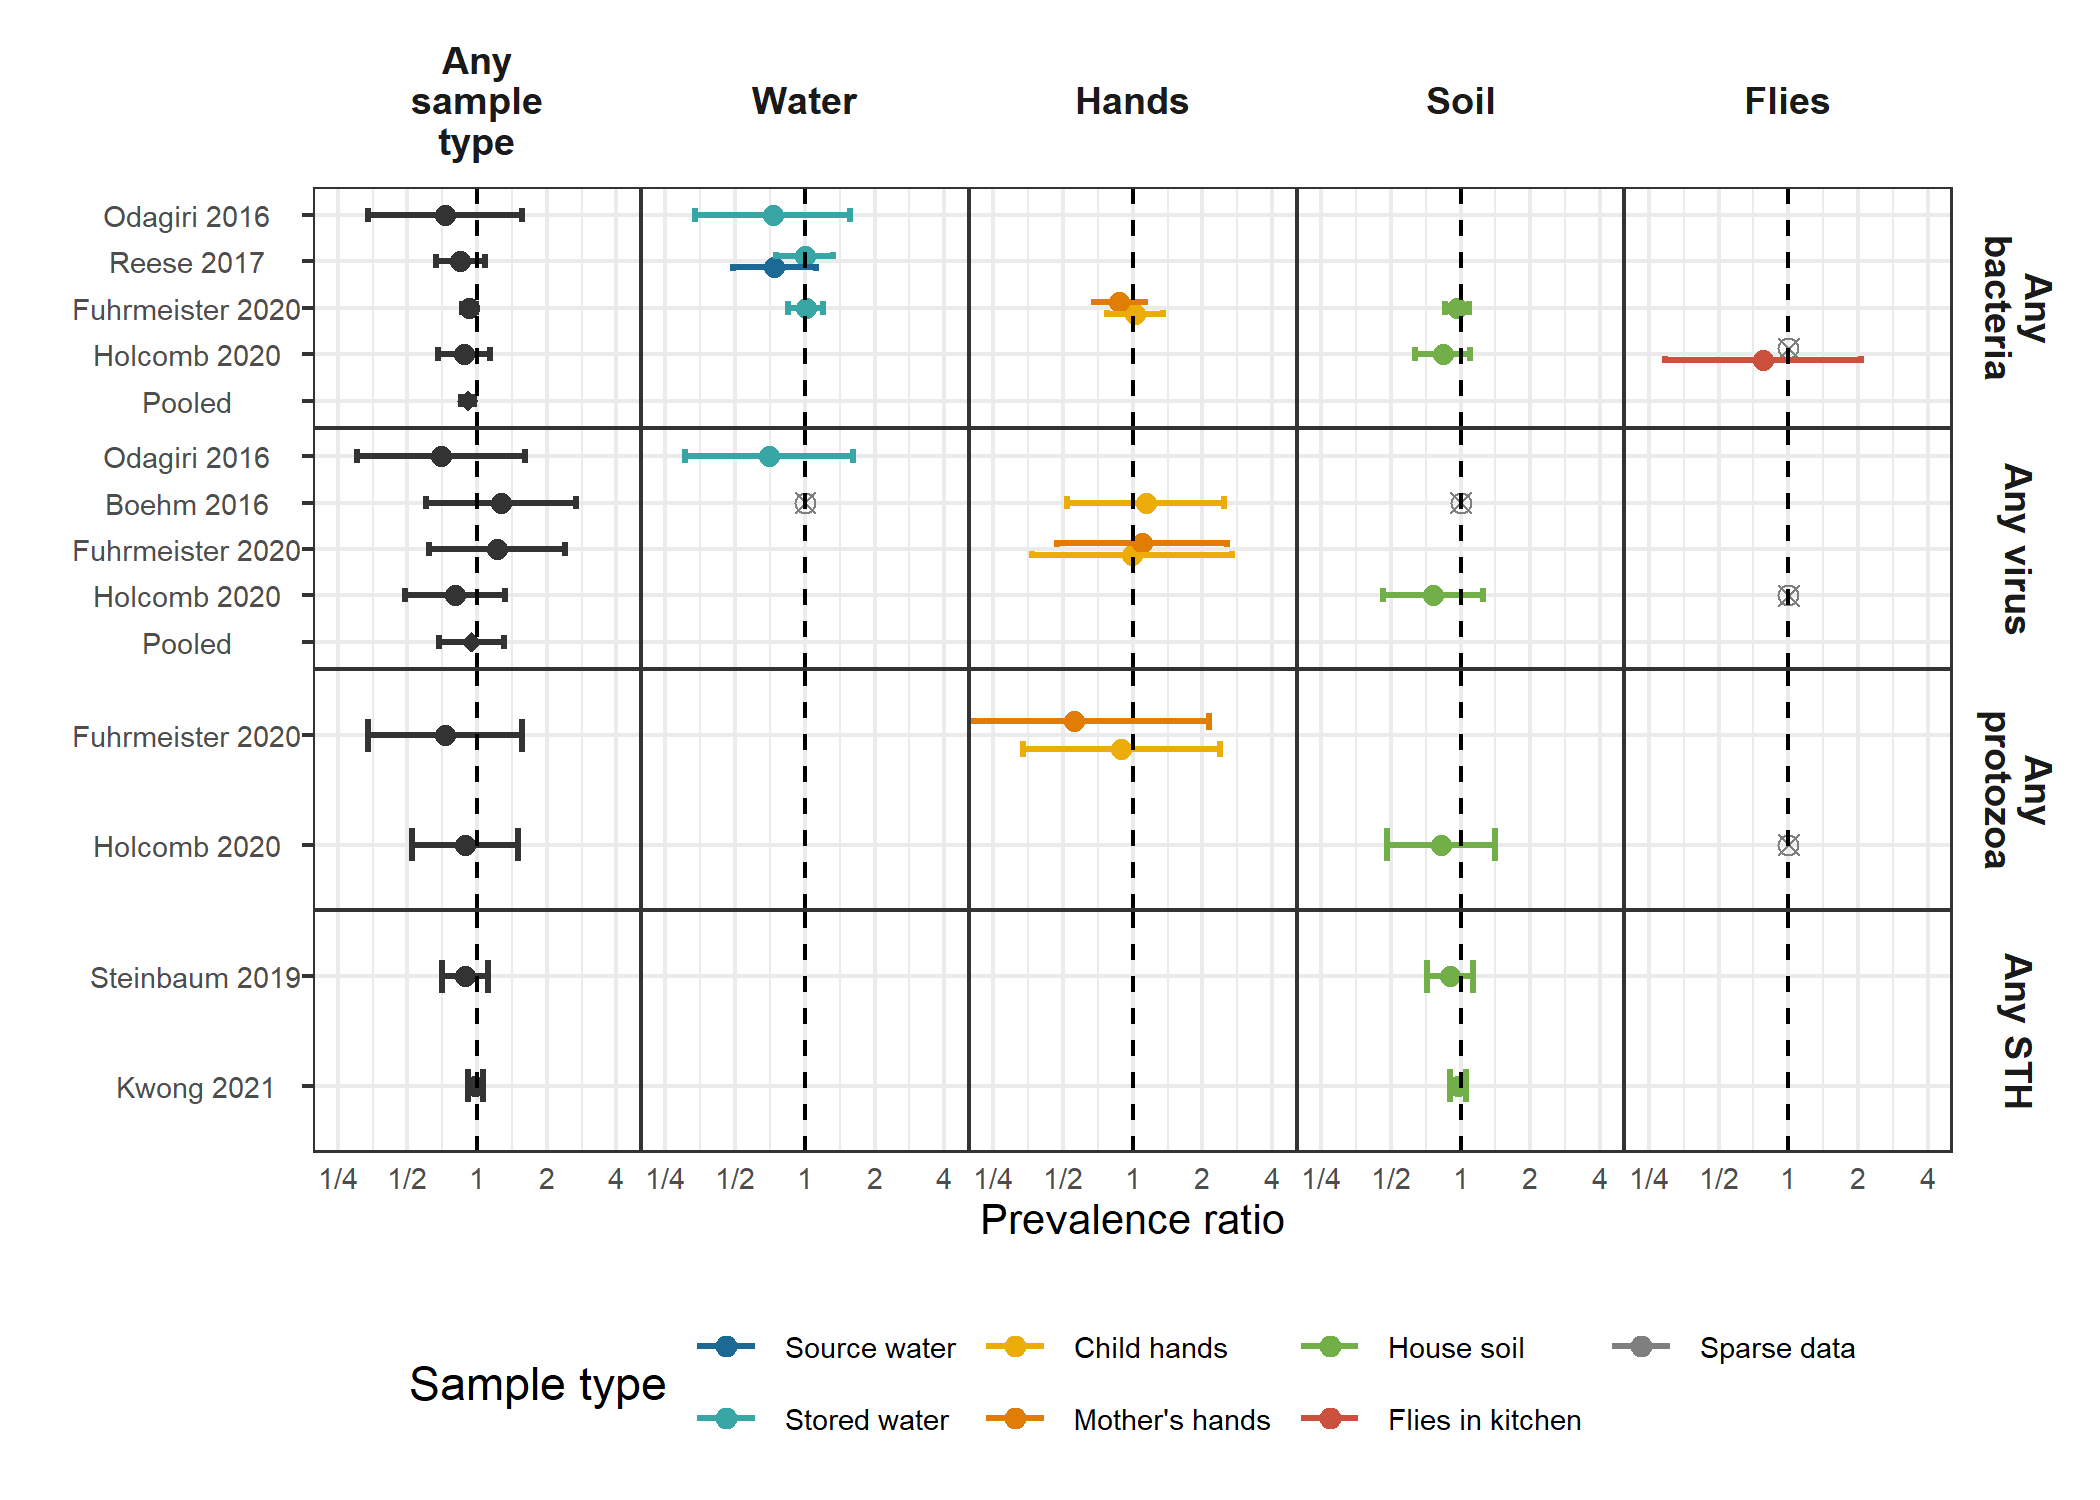 Any
sample
type
Water
Hands
Soil
Flies
Odagiri 2016
Reese 2017
Fuhrmeister 2020
Holcomb 2020
Pooled
Any
bacteria
Odagiri 2016
Boehm 2016
Fuhrmeister 2020
Holcomb 2020
Pooled
Any virus
Fuhrmeister 2020
Holcomb 2020
Any
protozoa
Steinbaum 2019
Kwong 2021
Any STH
1/4 1/2 1 2 4 1/4 1/2 1 2 4 1/4 1/2 1 2 4 1/4 1/2 1 2 4 1/4 1/2 1 2 4
Prevalence ratio
Sample type
Source water Child hands House soil Sparse data
Stored water Mother's hands Flies in kitchen